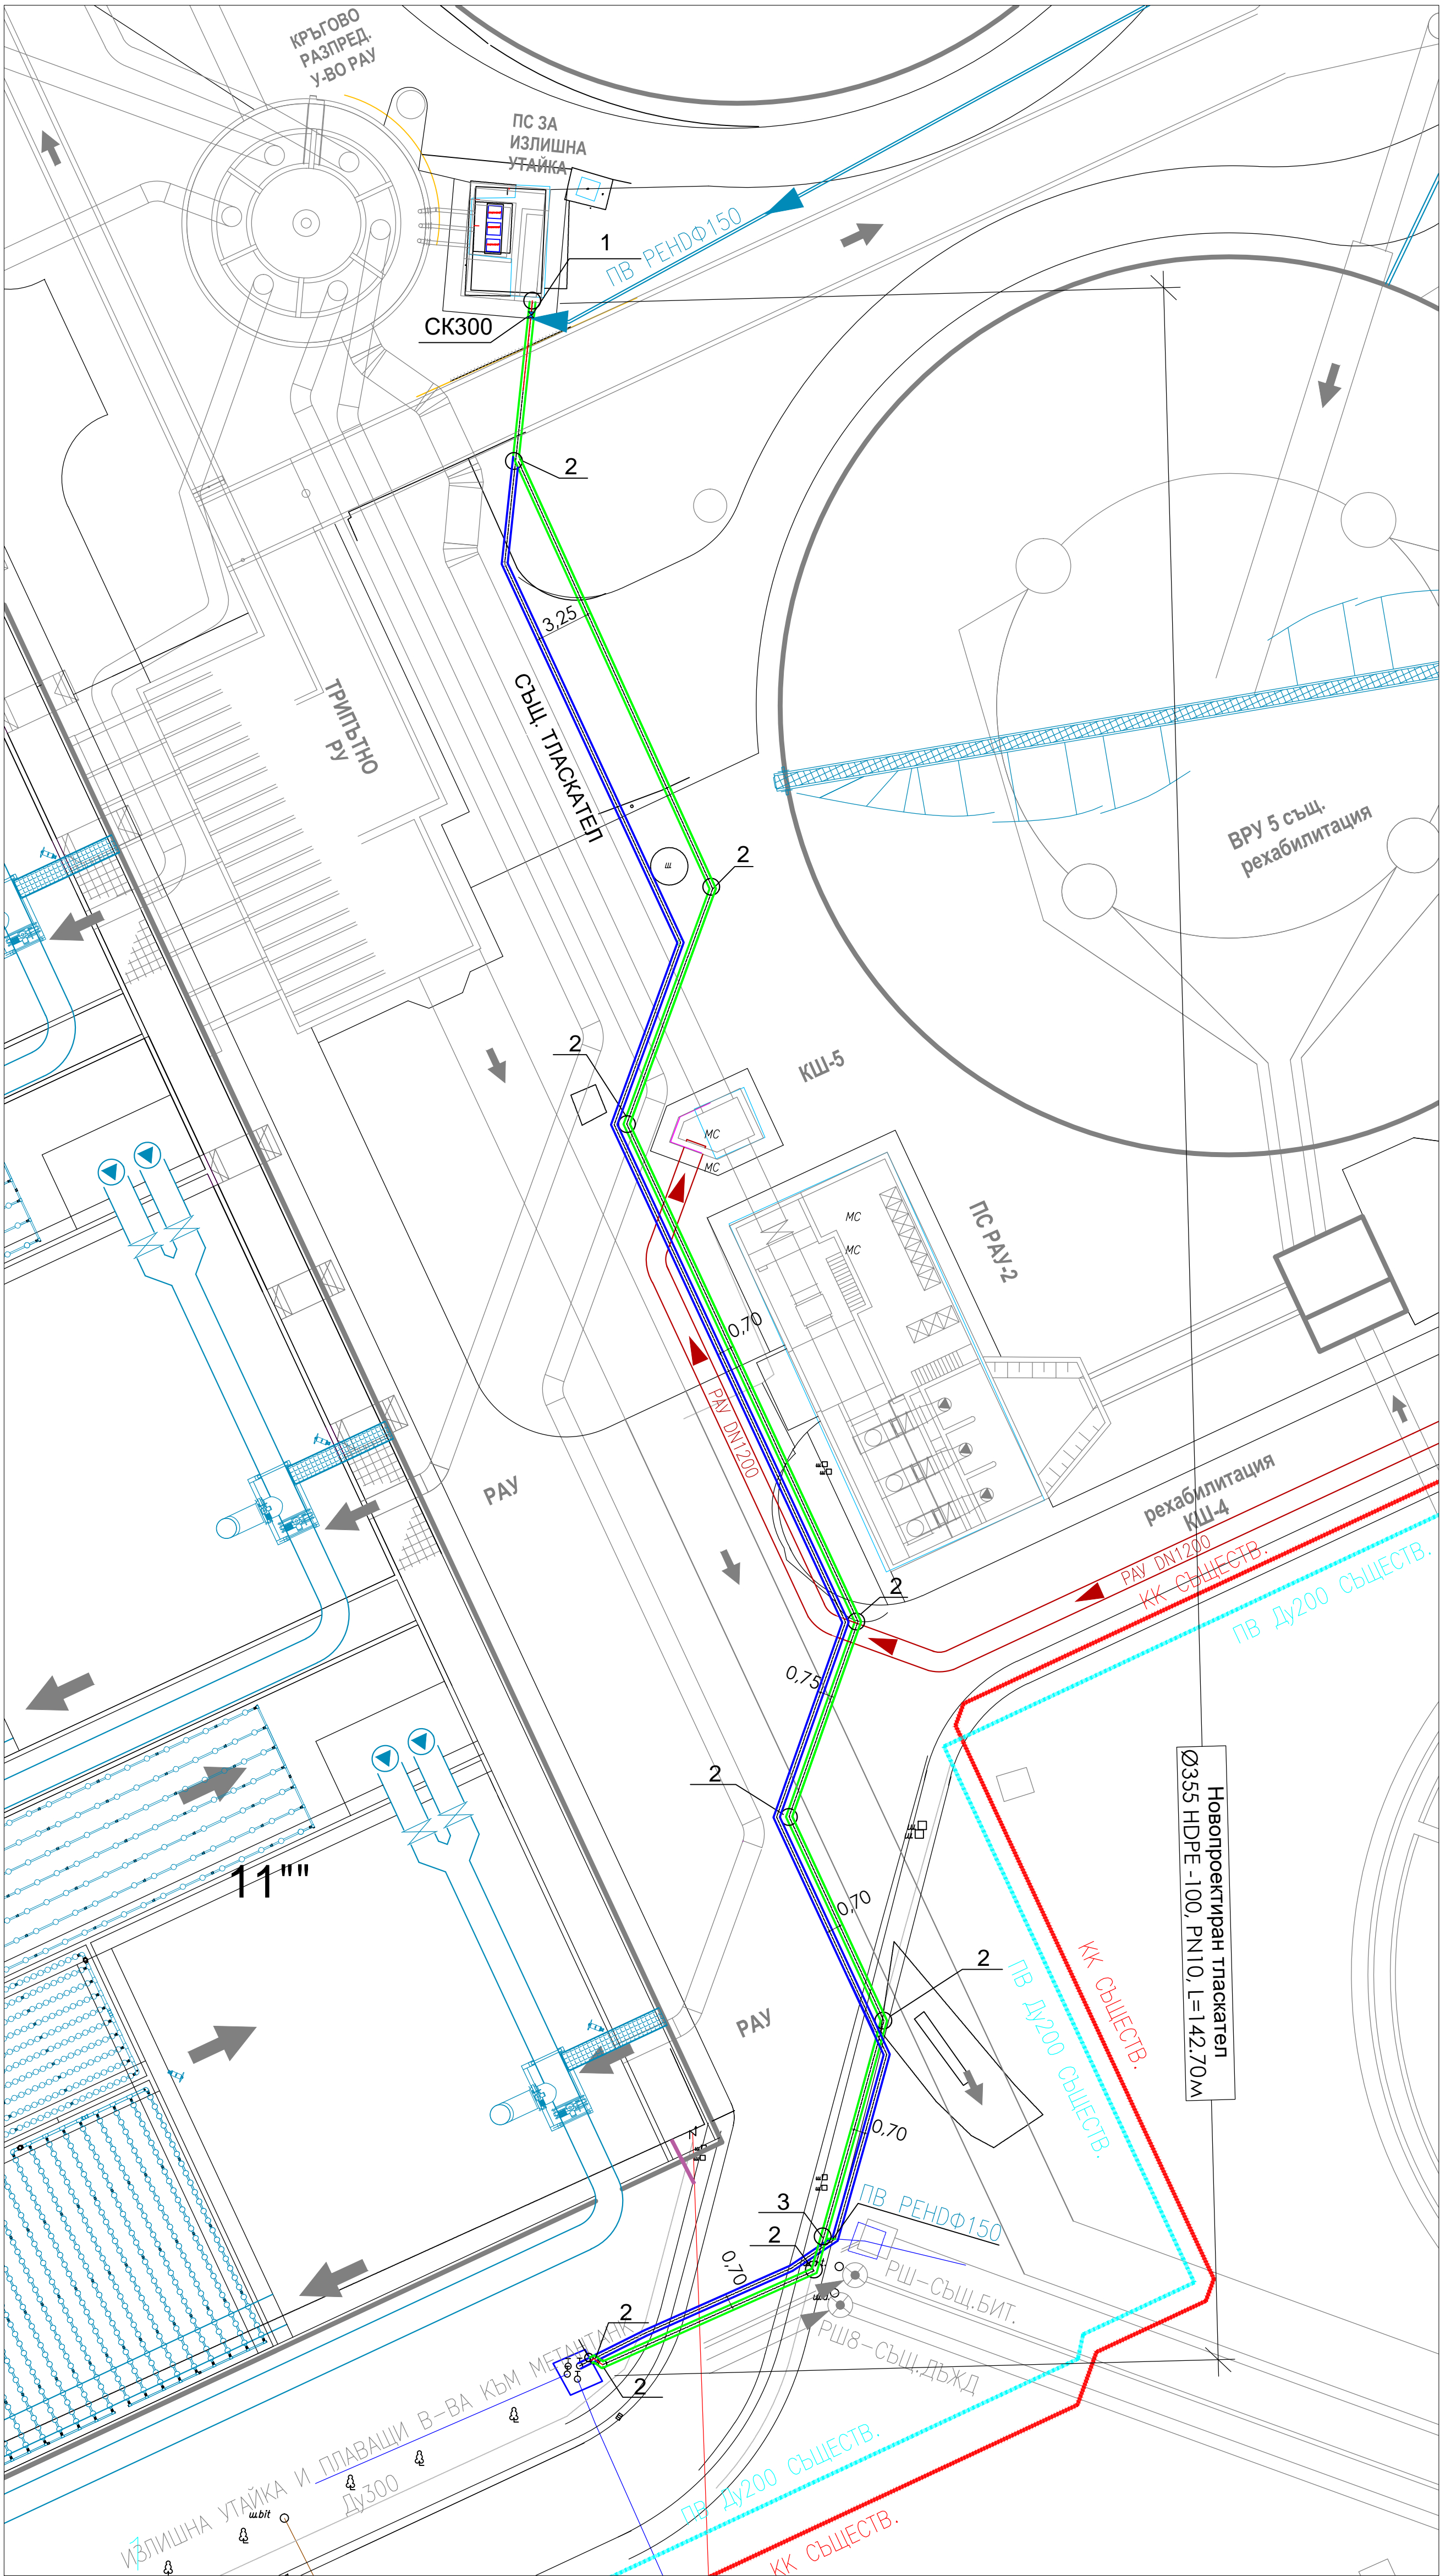 КРЪГОВО
РАЗПРЕД.
У-ВО РАУ
ПС ЗА
ИЗЛИШНА
УТАЙКА
1
ПВ PEHDФ150
СК300
2
3,25
СЪЩ. ТЛАСКАТЕЛ
ТРИПЪТНО
РУ
ВРУ 5 същ.
рехабилитация
ш
2
2
КШ-5
МС
МС
МС
МС
ПС РАУ-2
0,70
РАУ DN1200
РАУ
рехабилитация
КШ-4
РАУ DN1200
КК СЪЩЕСТВ.
ПВ Ду200 СЪЩЕСТВ.
2
0,75
2
Новопроектиран тласкател
Ø355 HDPE -100, PN10, L=142.70м
11""
0,70
2
КК СЪЩЕСТВ.
ПВ Ду200 СЪЩЕСТВ.
РАУ
0,70
3
ПВ PEHDФ150
2
0,70
РШ-СЪЩ.БИТ.
РШ8-СЪЩ.ДЪЖД
2
2
ИЗЛИШНА УТАЙКА И ПЛАВАЩИ В-ВА КЪМ МЕТАНТАНК
Ду300
шbit
ПВ Ду200 СЪЩЕСТВ.
КК СЪЩЕСТВ.